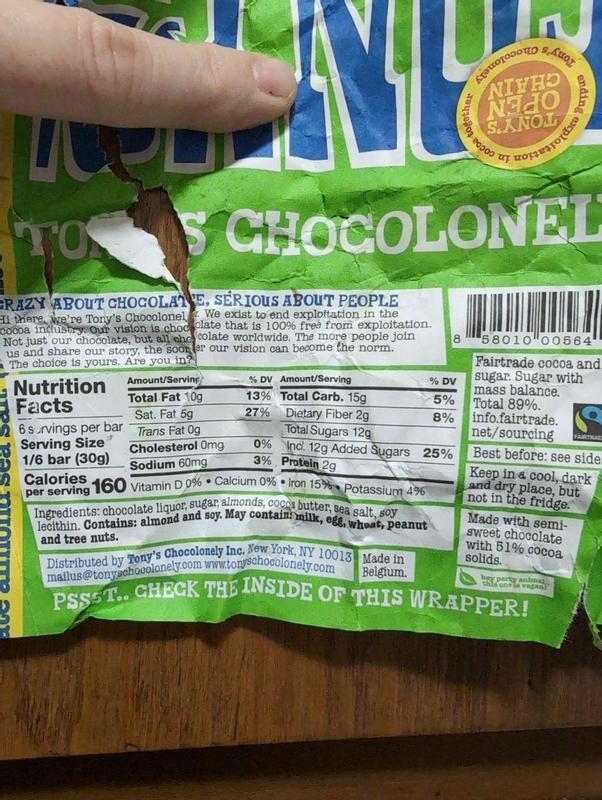 TONY'S OPEN CHAIN
Tony's Chocolonely
ending exploitation in cocoa together
TONY'S CHOCOLONEL
CRAZY ABOUT CHOCOLATE, SERIOUS ABOUT PEOPLE
Hi there, we're Tony's Chocolonely. We exist to end exploitation in the
cocoa industry. Our vision is chocolate that is 100% free from exploitation.
Not just our chocolate, but all chocolate worldwide. The more people join
us and share our story, the sooner our vision can become the norm.
The choice is yours. Are you in?
8 58010 00564
Nutrition
Facts
6 servings per bar
Serving Size
1/6 bar (30g)
Calories
per serving 160
Amount/Serving % DV
Total Fat 10g 13%
Sat. Fat 5g 27%
Trans Fat 0g
Cholesterol 0mg 0%
Sodium 60mg 3%
Amount/Serving % DV
Total Carb. 15g 5%
Dietary Fiber 2g 8%
Total Sugars 12g
Incl. 12g Added Sugars 25%
Protein 2g
Vitamin D 0% • Calcium 0% • Iron 15% • Potassium 4%
Ingredients: chocolate liquor, sugar, almonds, cocoa butter, sea salt, soy
lecithin. Contains: almond and soy. May contain: milk, egg, wheat, peanut
and tree nuts.
Distributed by Tony's Chocolonely Inc. New York, NY 10013
mailus@tonyschocolonely.com www.tonyschocolonely.com
Made in
Belgium.
Fairtrade cocoa and
sugar. Sugar with
mass balance.
Total 89%.
info.fairtrade.
net/sourcing
FAIRTRAD
Best before: see side
Keep in a cool, dark
and dry place, but
not in the fridge.
Made with semi-
sweet chocolate
with 51% cocoa
solids.
hey party animal,
this one is vegan!
PSSST.. CHECK THE INSIDE OF THIS WRAPPER!
almond sea salt